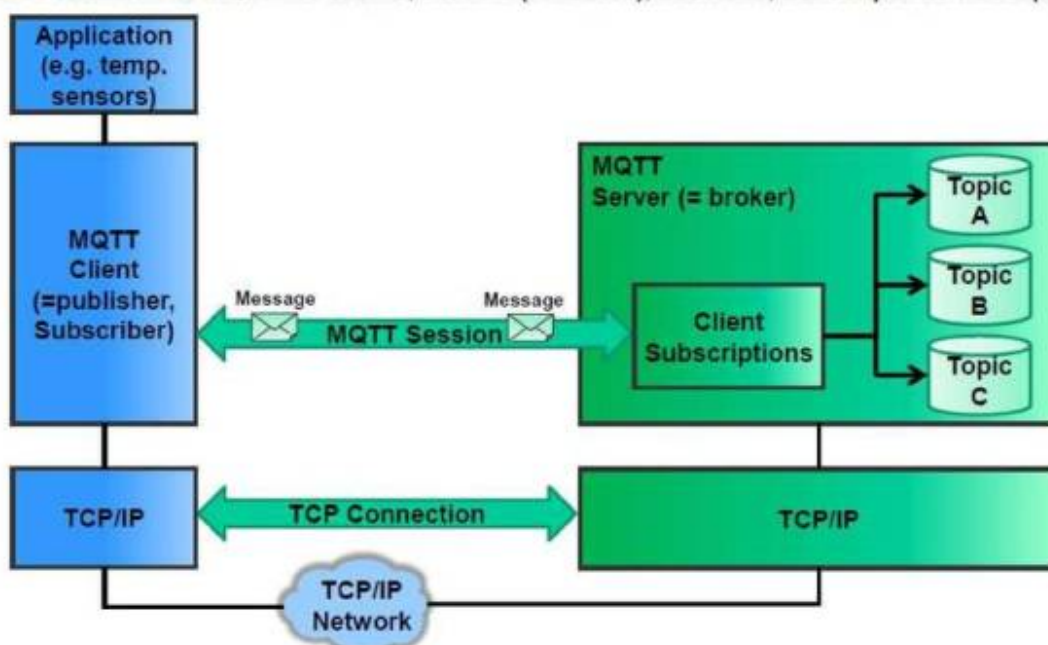 Application
(e.g. temp.
sensors)
MQTT
Client
(=publisher,
Subscriber)
Message
Message
MQTT Session
MQTT
Server (= broker)
Client
Subscriptions
Topic
A
Topic
B
Topic
C
TCP/IP
TCP Connection
TCP/IP
TCP/IP
Network